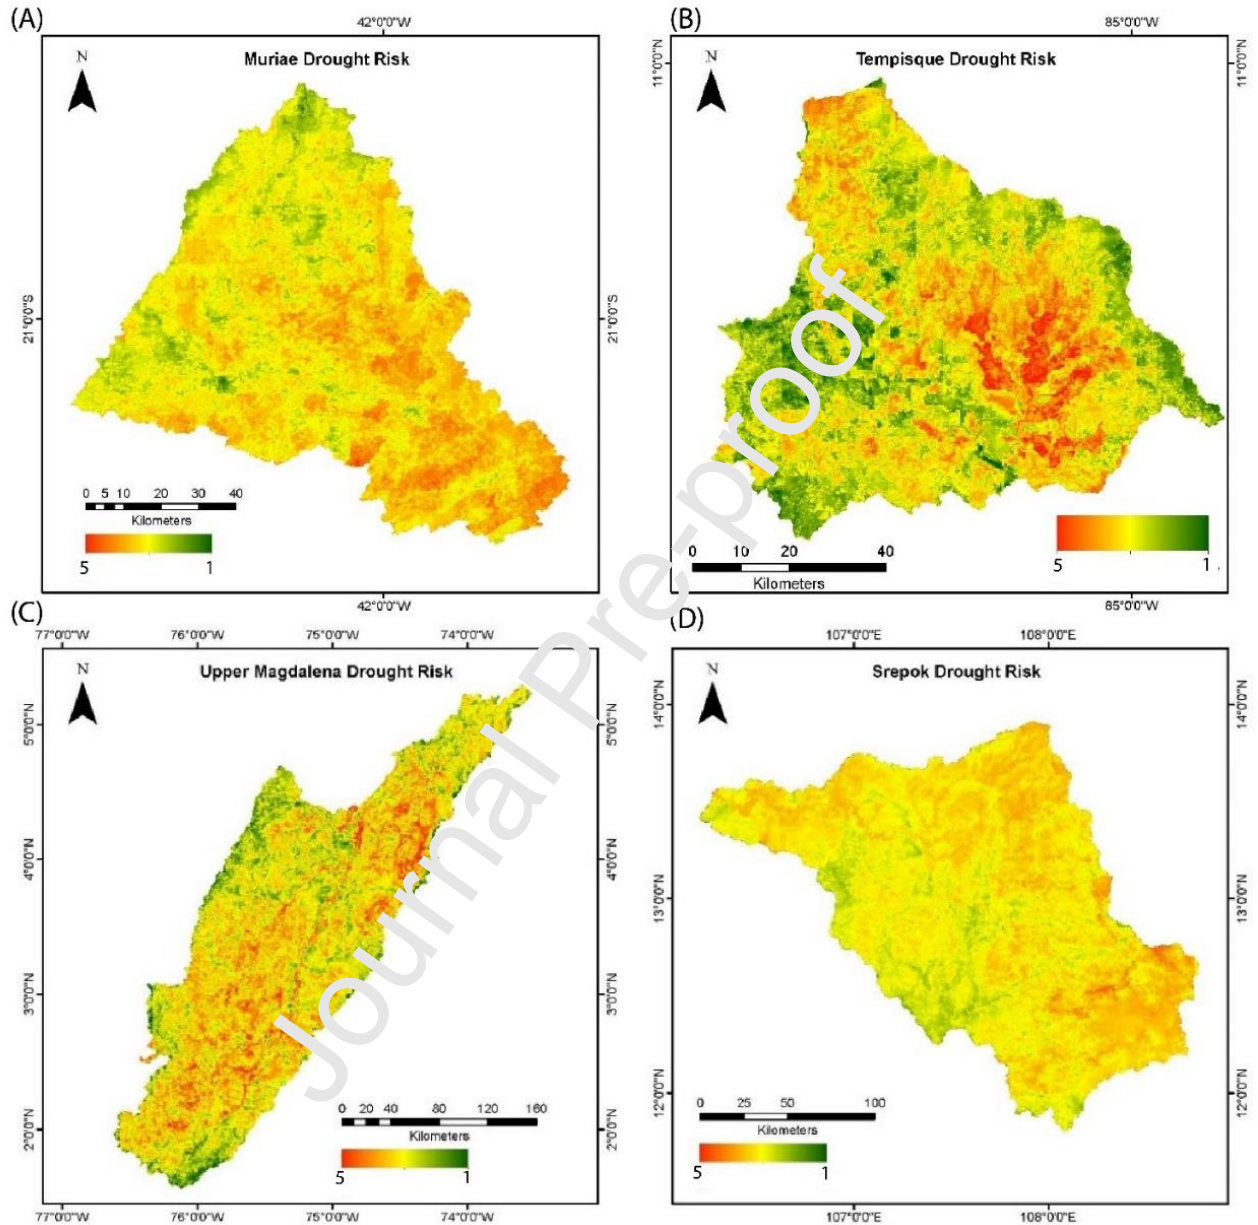 (A)
42°0'0"W
N
Muriae Drought Risk
21°0'0"S
21°0'0"S
0 5 10 20 30 40
Kilometers
5 1
42°0'0"W
(B)
85°0'0"W
11°0'0"N
N
Tempisque Drought Risk
11°0'0"N
0 10 20 40
Kilometers
5 1
85°0'0"W
(C)
77°0'0"W 76°0'0"W 75°0'0"W 74°0'0"W
N
Upper Magdalena Drought Risk
5°0'0"N
5°0'0"N
4°0'0"N
4°0'0"N
3°0'0"N
3°0'0"N
2°0'0"N
2°0'0"N
0 20 40 80 120 160
Kilometers
5 1
77°0'0"W 76°0'0"W 75°0'0"W 74°0'0"W
(D)
107°0'0"E 108°0'0"E
N
Srepok Drought Risk
14°0'0"N
14°0'0"N
13°0'0"N
13°0'0"N
12°0'0"N
12°0'0"N
0 25 50 100
Kilometers
5 1
107°0'0"E 108°0'0"E
Journal Pre-proof